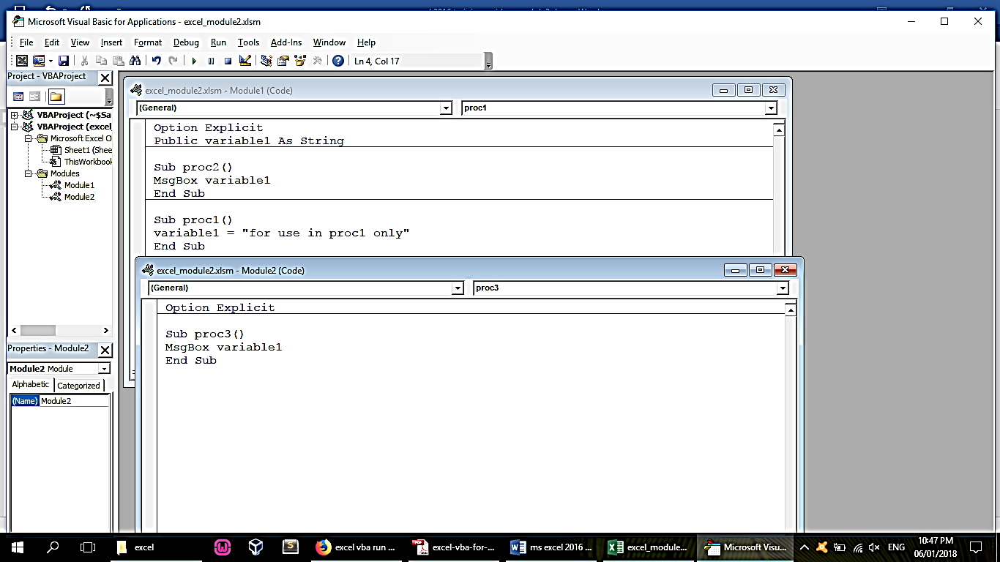 Microsoft Visual Basic for Applications - excel_module2.xlsm
File Edit View Insert Format Debug Run Tools Add-Ins Window Help
Ln 4, Col 17
Project - VBAProject
VBAProject (~$Sa
VBAProject (excel_
Microsoft Excel O
Sheet1 (Shee
ThisWorkbook
Modules
Module1
Module2
Properties - Module2
Module2 Module
Alphabetic Categorized
(Name) Module2
excel_module2.xlsm - Module1 (Code)
(General) proc1
Option Explicit
Public variable1 As String
Sub proc2()
MsgBox variable1
End Sub
Sub proc1()
variable1 = "for use in proc1 only"
End Sub
excel_module2.xlsm - Module2 (Code)
(General) proc3
Option Explicit
Sub proc3()
MsgBox variable1
End Sub
excel
excel vba run ...
excel-vba-for-...
ms excel 2016 ...
excel_module...
Microsoft Visu...
ENG
10:47 PM
06/01/2018